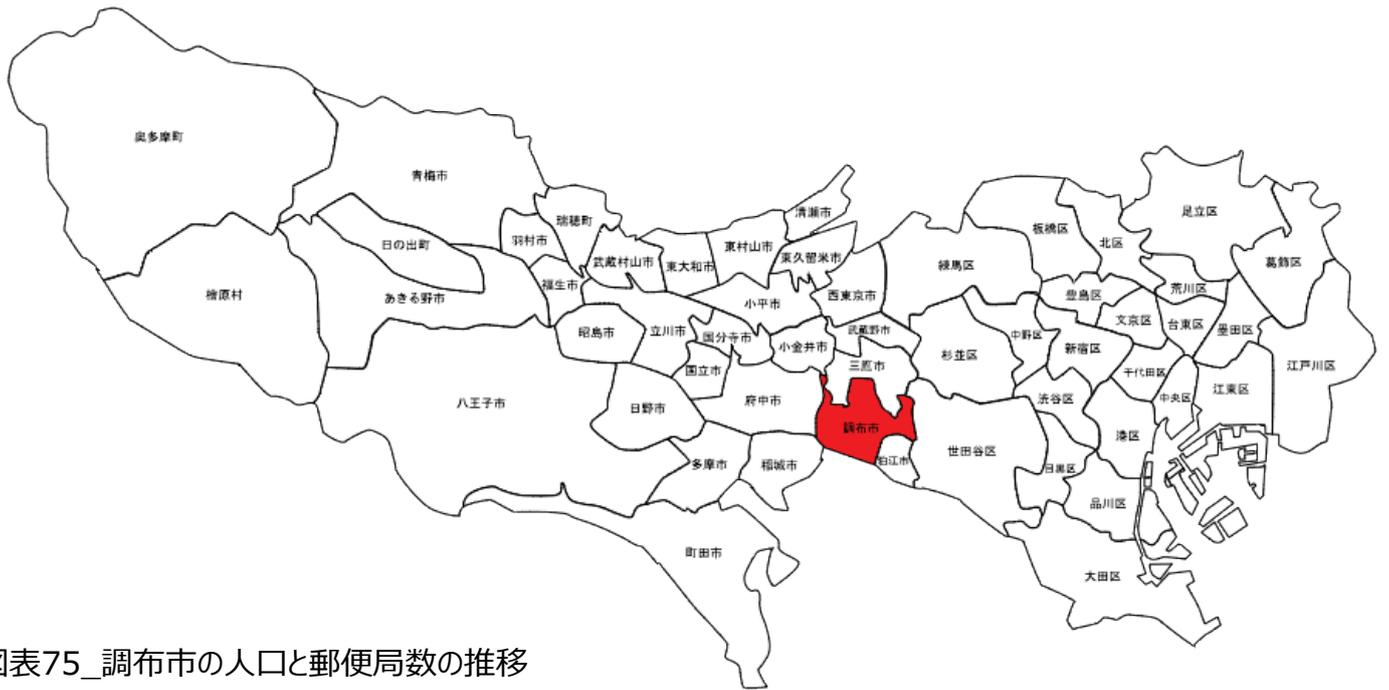 奥多摩町
青梅市
瑞穂町
清瀬市
足立区
板橋区
北区
羽村市
日の出町
東村山市
武蔵村山市
東大和市
東久留米市
練馬区
葛飾区
檜原村
あきる野市
福生市
小平市
西東京市
豊島区
荒川区
昭島市
立川市
国分寺市
小金井市
武蔵野市
中野区
文京区
台東区
墨田区
新宿区
杉並区
三鷹市
国立市
千代田区
江戸川区
八王子市
日野市
府中市
渋谷区
中央区
江東区
調布市
港区
世田谷区
狛江市
多摩市
稲城市
目黒区
品川区
町田市
大田区
図表75_調布市の人口と郵便局数の推移